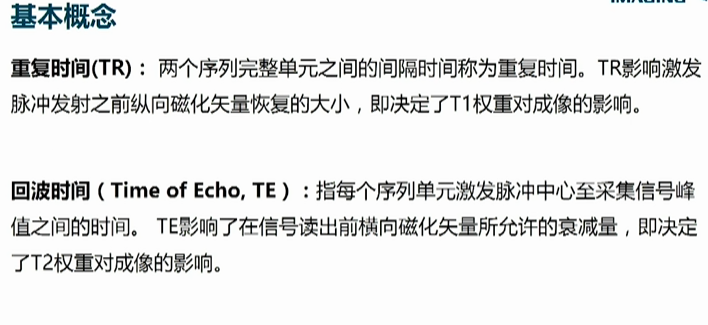 IMAGING
基本概念
重复时间(TR)： 两个序列完整单元之间的间隔时间称为重复时间。TR影响激发
脉冲发射之前纵向磁化矢量恢复的大小，即决定了T1权重对成像的影响。
回波时间（Time of Echo, TE）：指每个序列单元激发脉冲中心至采集信号峰
值之间的时间。 TE影响了在信号读出前横向磁化矢量所允许的衰减量，即决定
了T2权重对成像的影响。